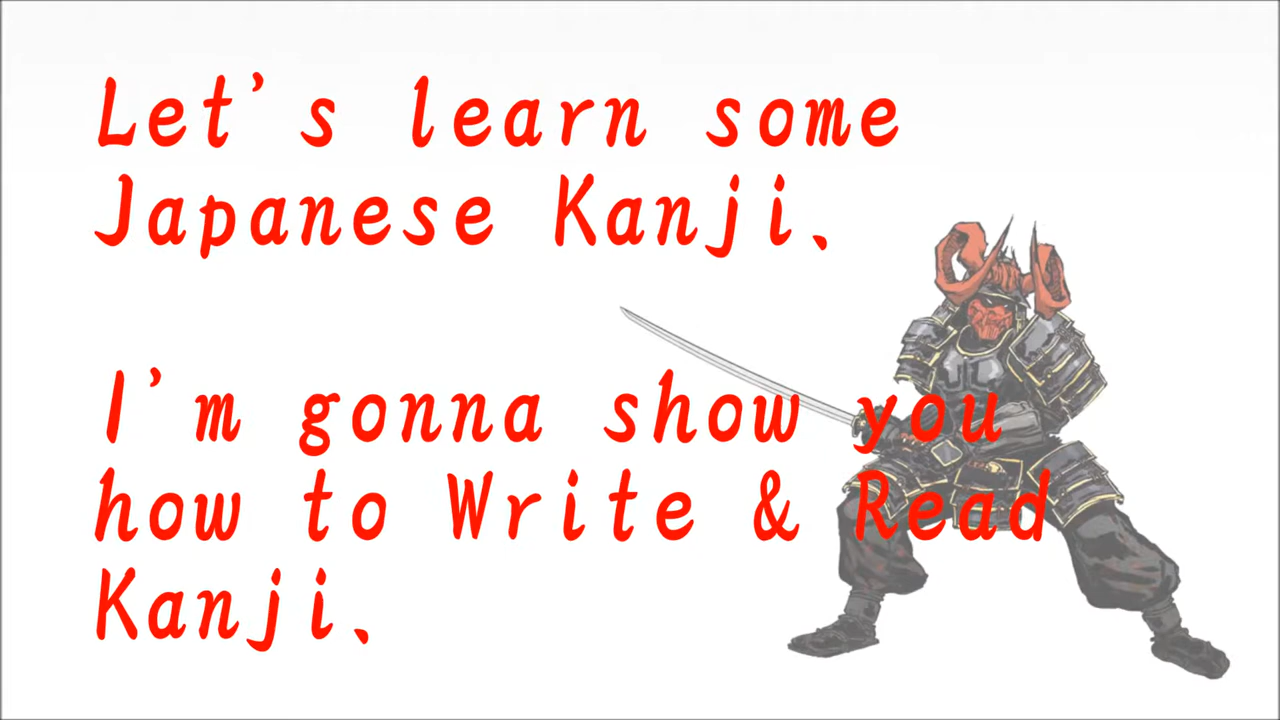 Let's learn some
Japanese Kanji、
I'm gonna show you
how to Write & Read
Kanji、